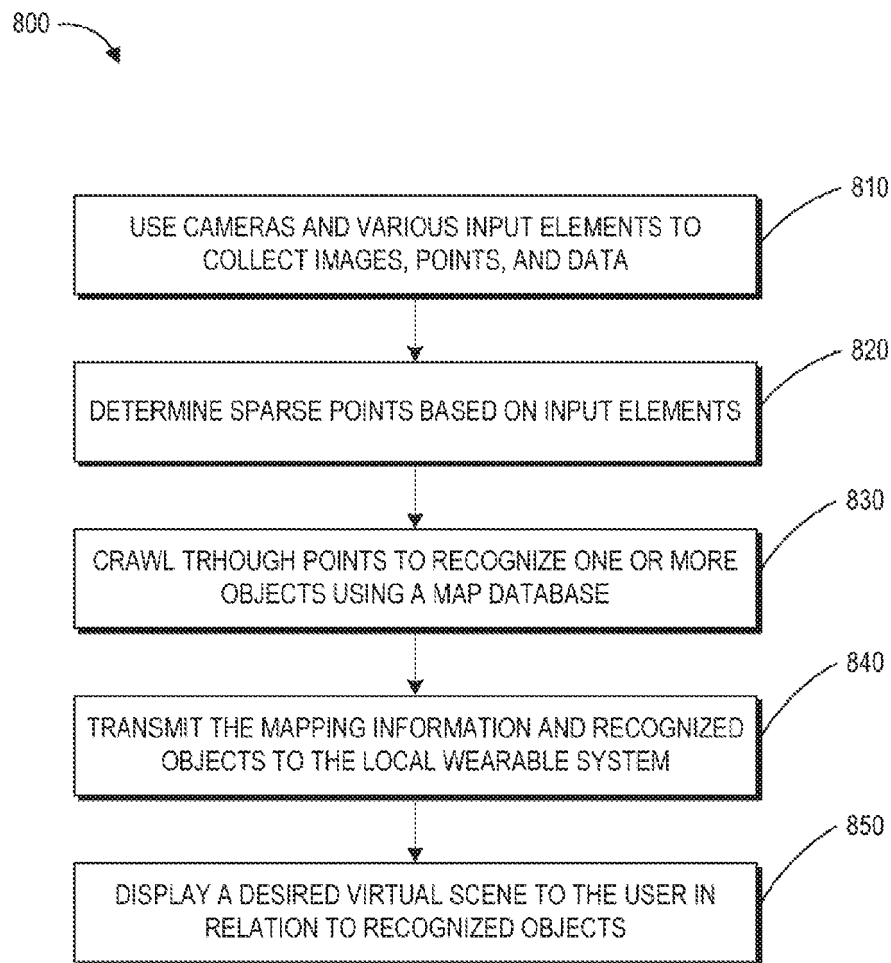 800
810
USE CAMERAS AND VARIOUS INPUT ELEMENTS TO
COLLECT IMAGES, POINTS, AND DATA
820
DETERMINE SPARSE POINTS BASED ON INPUT ELEMENTS
830
CRAWL TRHOUGH POINTS TO RECOGNIZE ONE OR MORE
OBJECTS USING A MAP DATABASE
840
TRANSMIT THE MAPPING INFORMATION AND RECOGNIZED
OBJECTS TO THE LOCAL WEARABLE SYSTEM
850
DISPLAY A DESIRED VIRTUAL SCENE TO THE USER IN
RELATION TO RECOGNIZED OBJECTS